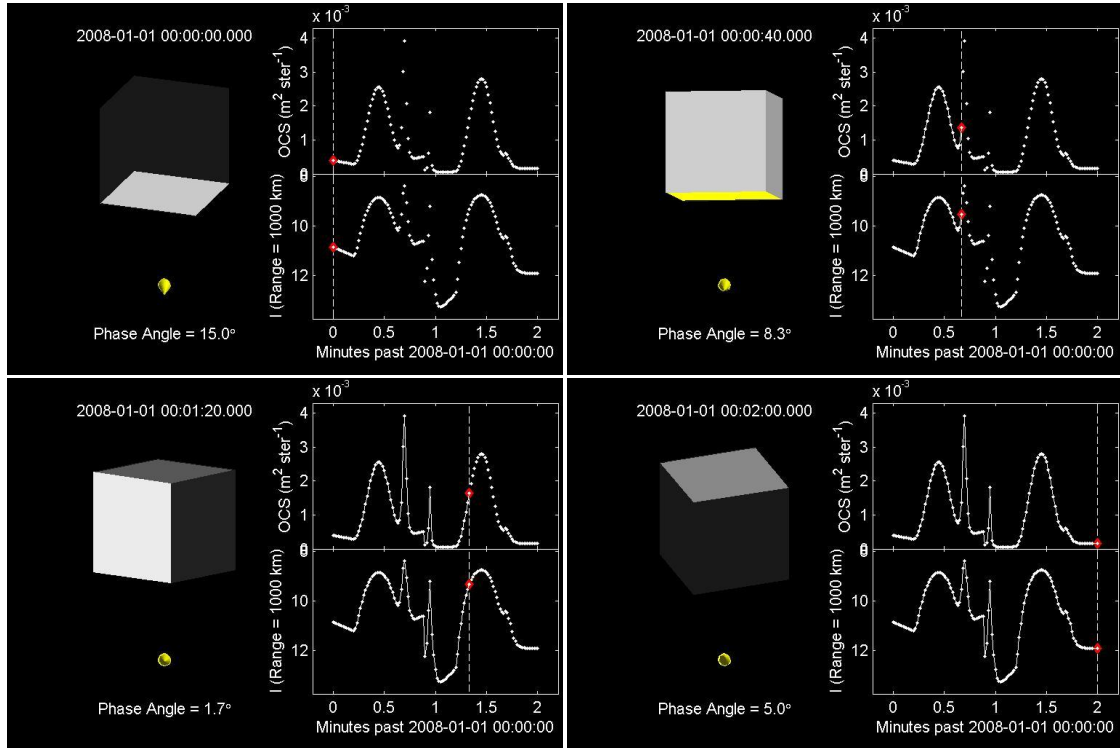 2008-01-01 00:00:00.000
x 10⁻³
4
3
2
1
0
OCS (m² ster⁻¹)
8
10
12
I (Range = 1000 km)
0 0.5 1 1.5 2
Minutes past 2008-01-01 00:00:00
Phase Angle = 15.0°
2008-01-01 00:00:40.000
x 10⁻³
4
3
2
1
0
OCS (m² ster⁻¹)
8
10
12
I (Range = 1000 km)
0 0.5 1 1.5 2
Minutes past 2008-01-01 00:00:00
Phase Angle = 8.3°
2008-01-01 00:01:20.000
x 10⁻³
4
3
2
1
0
OCS (m² ster⁻¹)
8
10
12
I (Range = 1000 km)
0 0.5 1 1.5 2
Minutes past 2008-01-01 00:00:00
Phase Angle = 1.7°
2008-01-01 00:02:00.000
x 10⁻³
4
3
2
1
0
OCS (m² ster⁻¹)
8
10
12
I (Range = 1000 km)
0 0.5 1 1.5 2
Minutes past 2008-01-01 00:00:00
Phase Angle = 5.0°